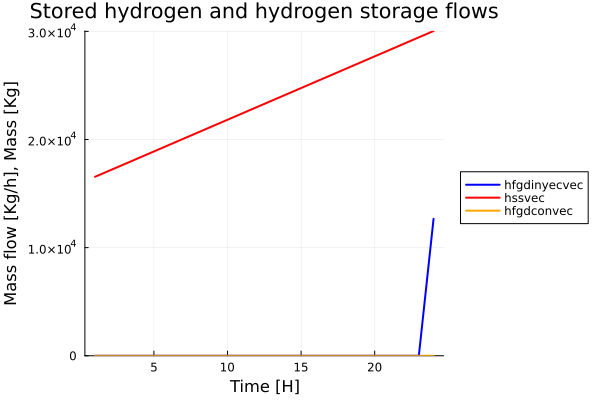 Stored hydrogen and hydrogen storage flows
Mass flow [Kg/h], Mass [Kg]
3.0×10⁴
2.0×10⁴
1.0×10⁴
0
5
10
15
20
Time [H]
hfgdinyecvec
hssvec
hfgdconvec